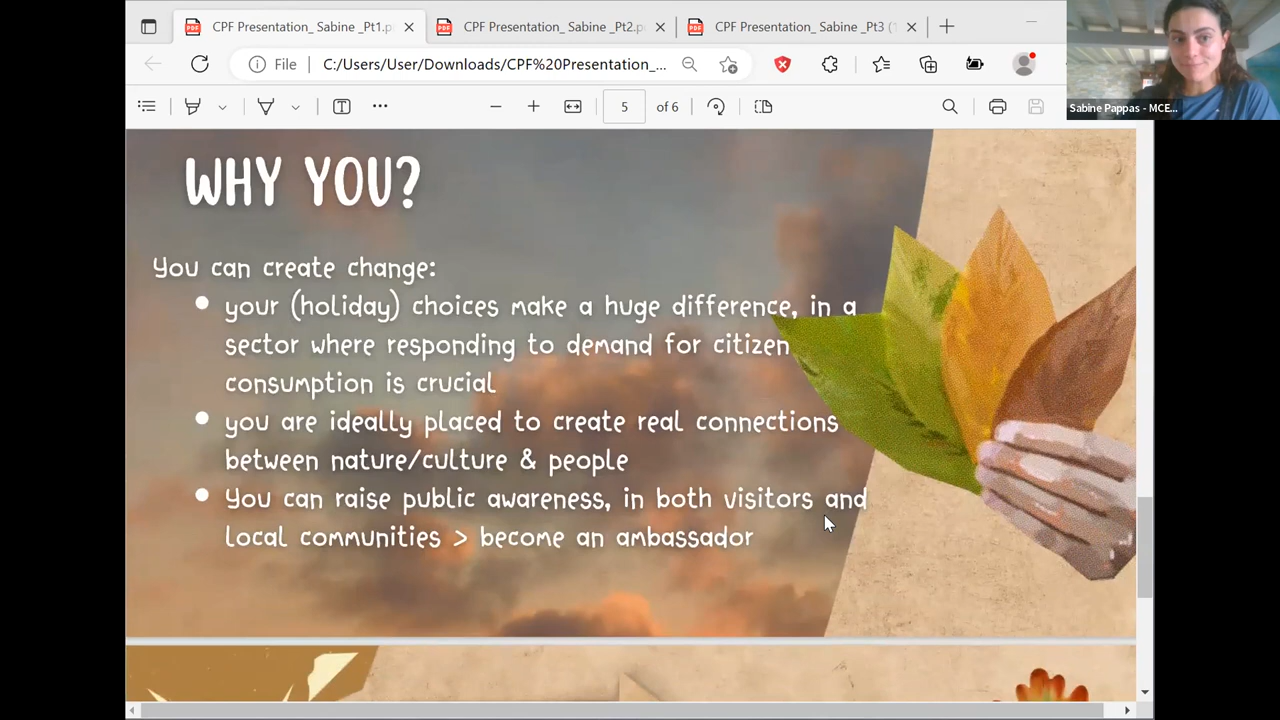 CPF Presentation_ Sabine _Pt1.p
CPF Presentation_ Sabine _Pt2.p
CPF Presentation_ Sabine _Pt3 (1
File
C:/Users/User/Downloads/CPF%20Presentation_...
5 of 6
Sabine Pappas - MCE...
WHY YOU?
You can create change:
your (holiday) choices make a huge difference, in a
sector where responding to demand for citizen
consumption is crucial
you are ideally placed to create real connections
between nature/culture & people
You can raise public awareness, in both visitors and
local communities > become an ambassador